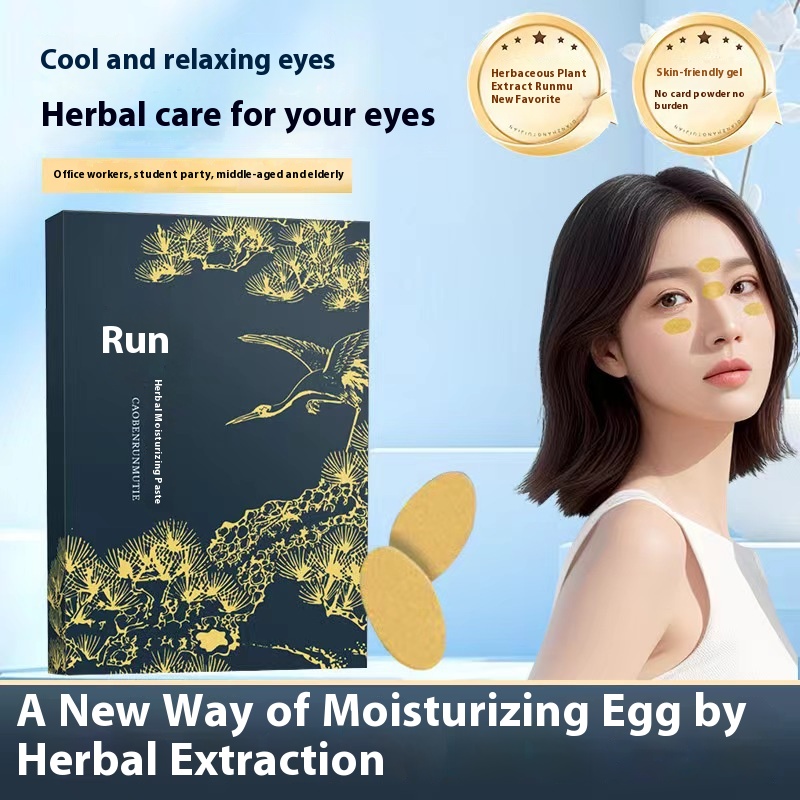 Cool and relaxing eyes
Herbal care for your eyes
Office workers, student party, middle-aged and elderly
Herbaceous Plant
Extract Runmu
New Favorite
Skin-friendly gel
No card powder no
burden
Run
Herbal Moisturizing Paste
CAOBENRUNMUTIE
A New Way of Moisturizing Egg by
Herbal Extraction